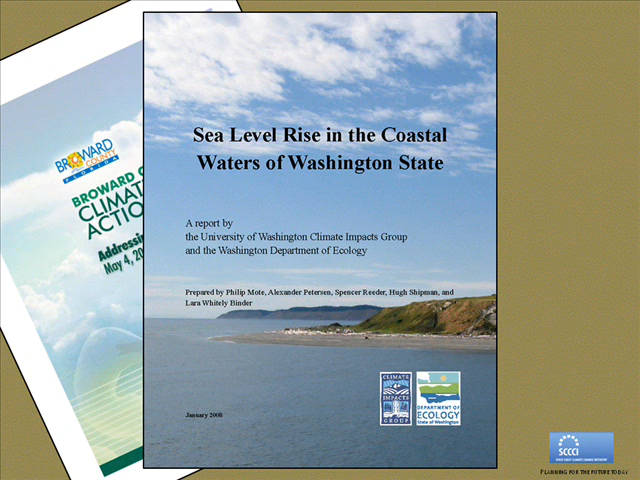 BROWARD
COUNTY
FLORIDA
BROWARD C
CLIMAT
ACTIO
Addressin
May 4, 20
Sea Level Rise in the Coastal
Waters of Washington State
A report by
the University of Washington Climate Impacts Group
and the Washington Department of Ecology
Prepared by Philip Mote, Alexander Petersen, Spencer Reeder, Hugh Shipman, and
Lara Whitely Binder
January 2008
CLIMATE
IMPACTS
GROUP
DEPARTMENT OF
ECOLOGY
State of Washington
SCCCI
PLANNING FOR THE FUTURE TODAY